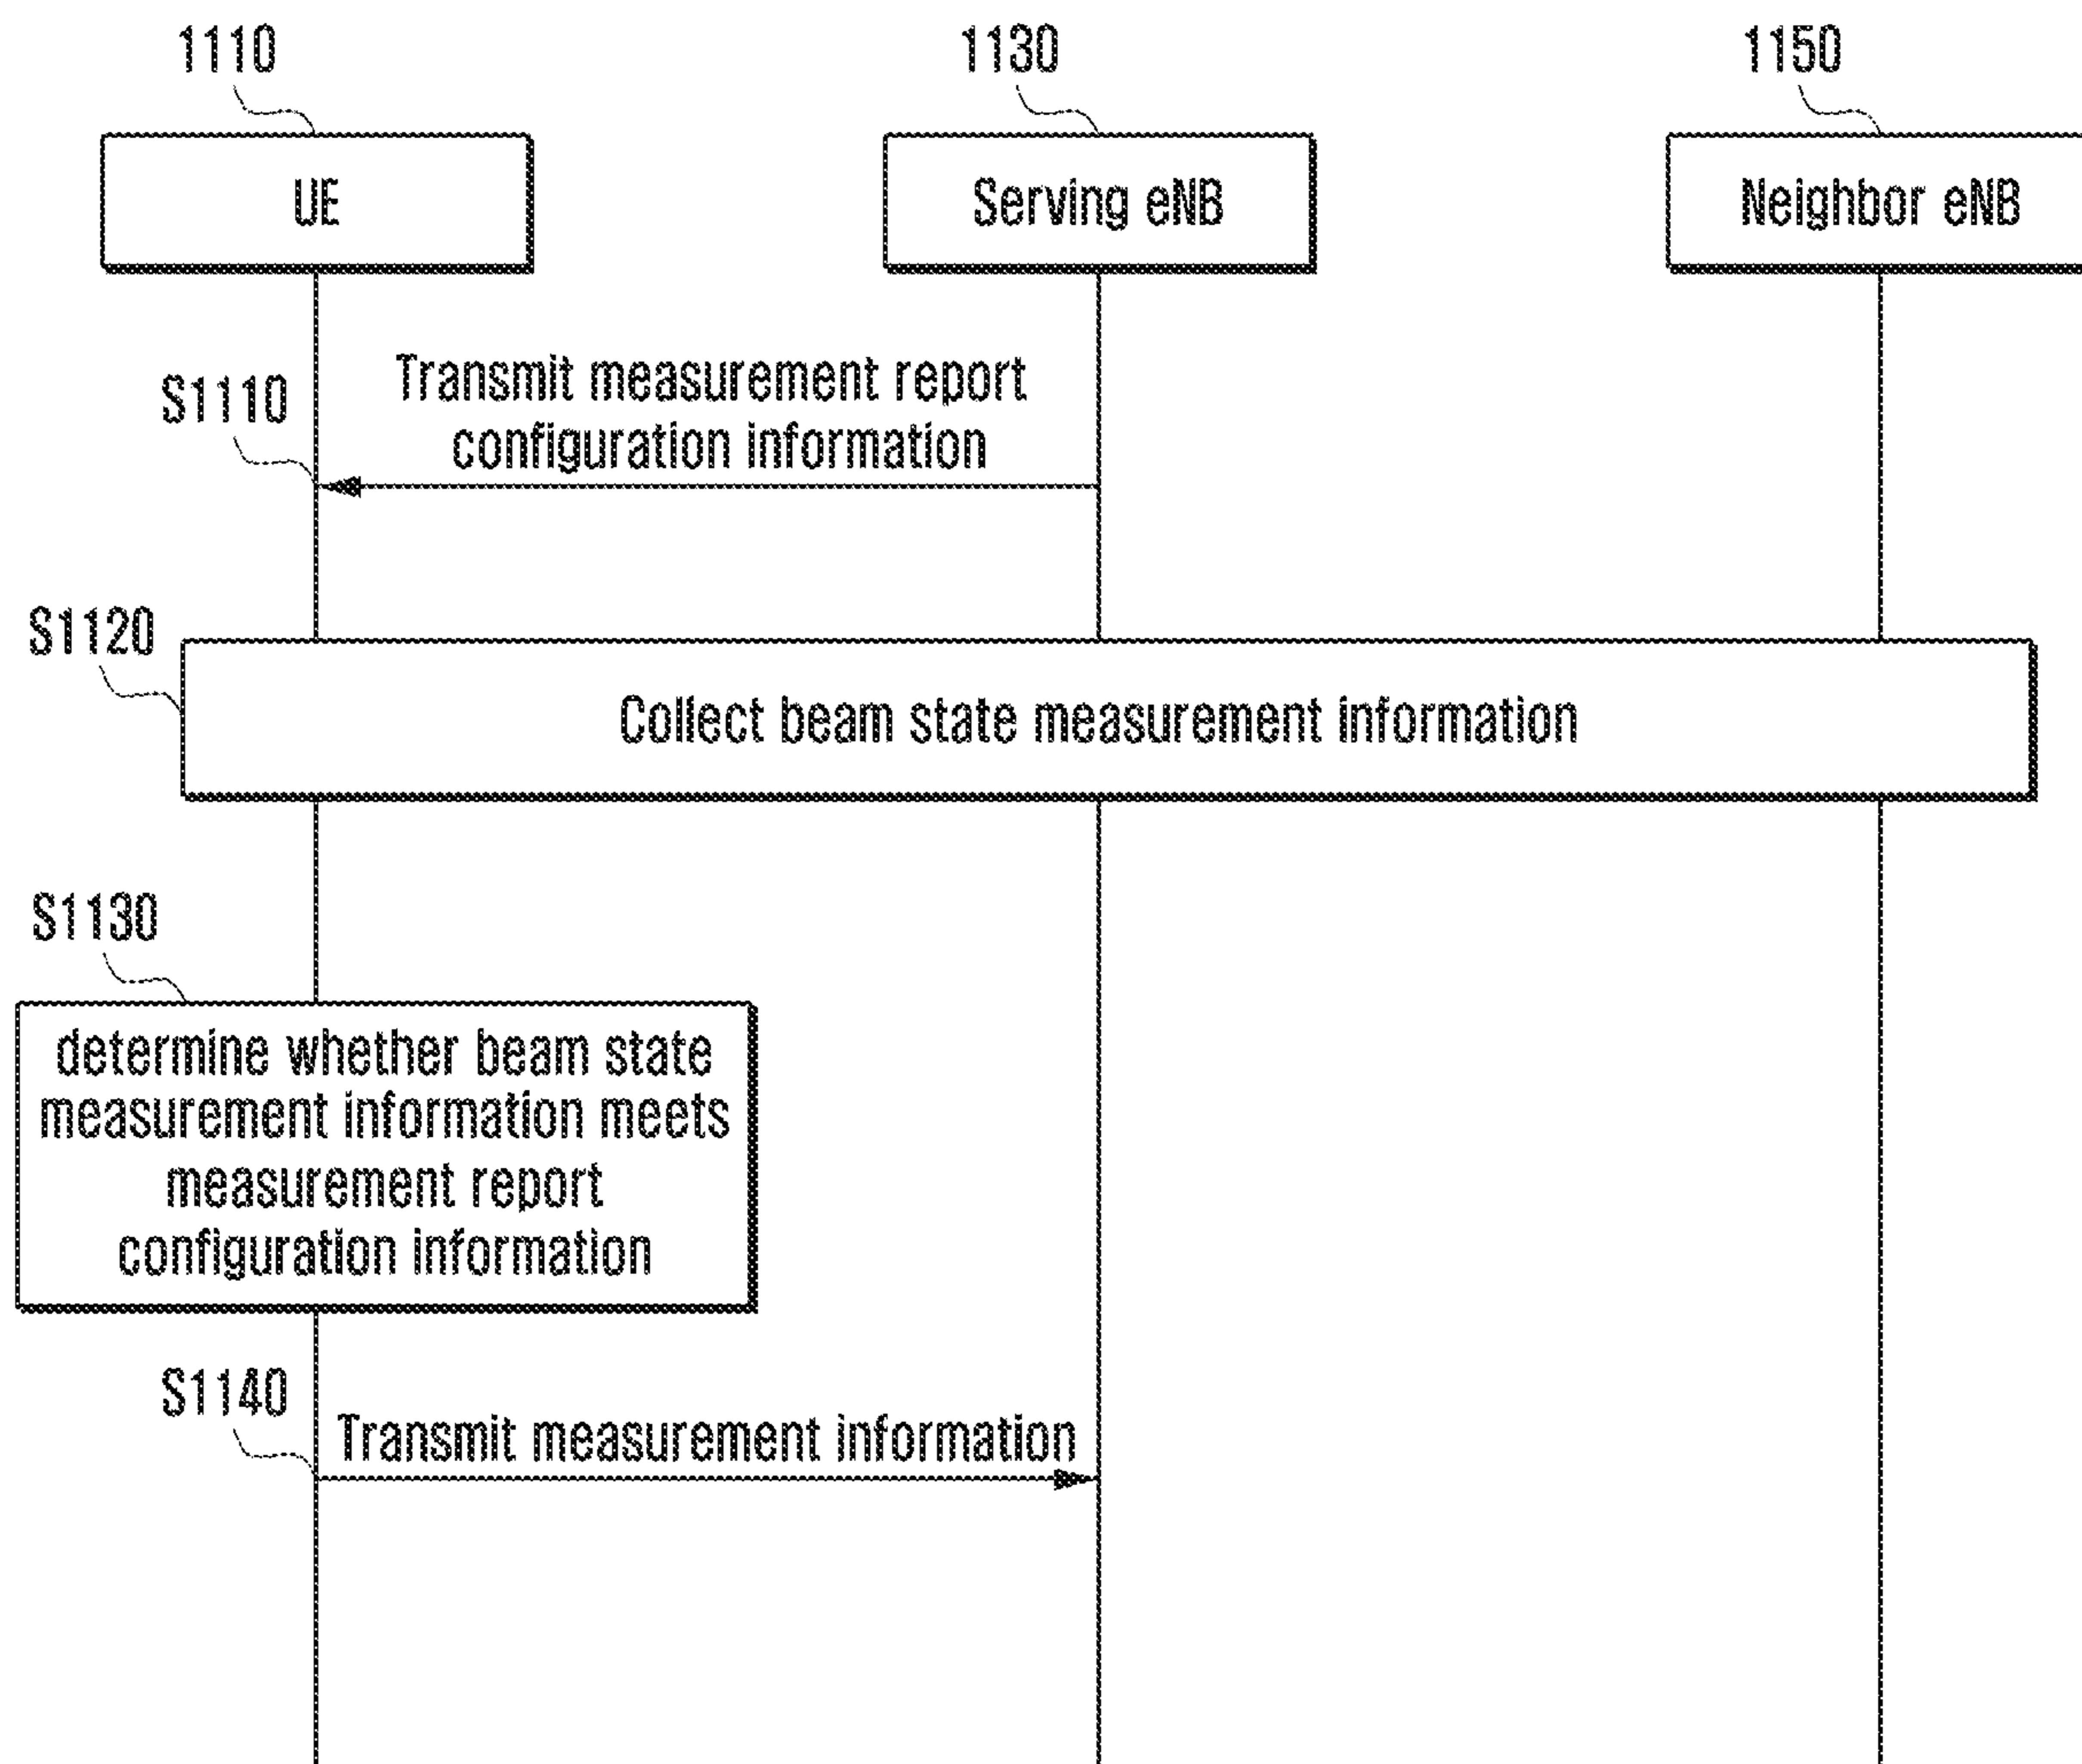 1110
1130
1150
UE
Serving eNB
Neighbor eNB
S1110
Transmit measurement report
configuration information
S1120
Collect beam state measurement information
S1130
determine whether beam state
measurement information meets
measurement report
configuration information
S1140
Transmit measurement information